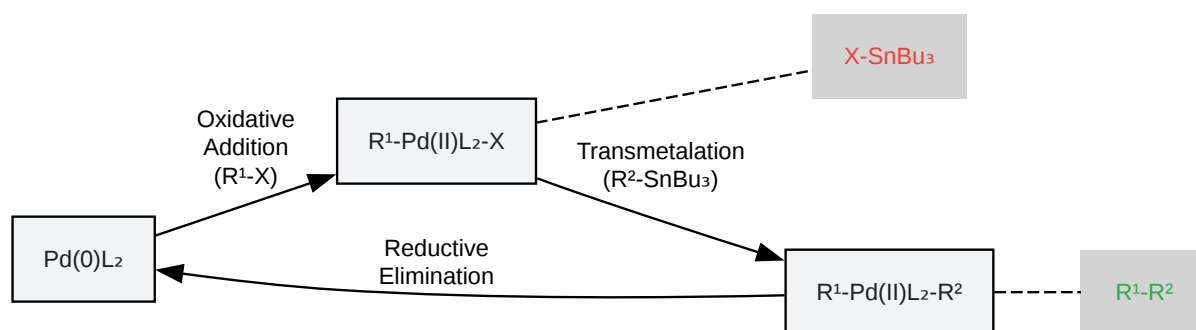 X-SnBu₃
Oxidative
Addition
(R¹-X)
R¹-Pd(II)L₂-X
Transmetalation
(R²-SnBu₃)
Pd(0)L₂
Reductive
Elimination
R¹-Pd(II)L₂-R²
R¹-R²